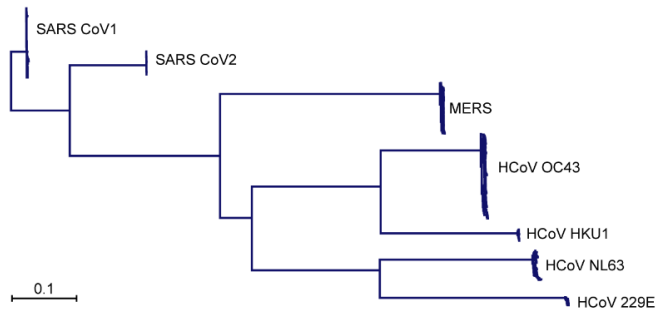 SARS CoV1
SARS CoV2
MERS
HCoV OC43
HCoV HKU1
HCoV NL63
0.1
HCoV 229E